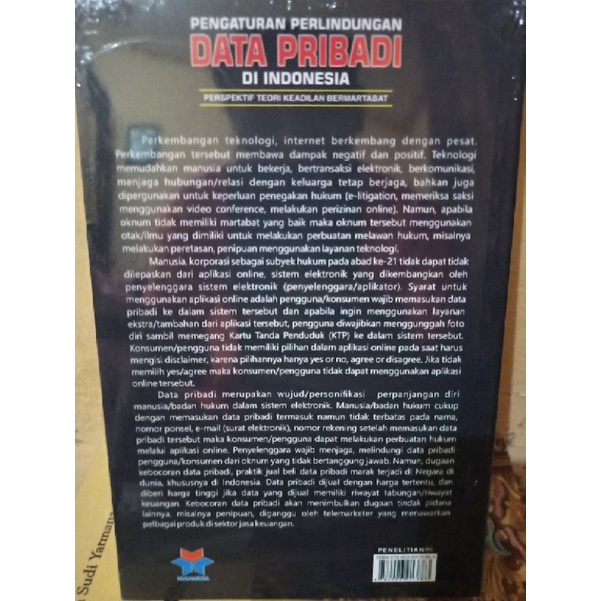 PENGATURAN PERLINDUNGAN
DATA PRIBADI
DI INDONESIA
PERSPEKTIF TEORI KEADILAN BERMARTABAT
Perkembangan teknologi, internet berkembang dengan pesat.
Perkembangan tersebut membawa dampak negatif dan positif. Teknologi
memudahkan manusia untuk bekerja, bertransaksi elektronik, berkomunikasi,
menjaga hubungan/relasi dengan keluarga tetap berjaga, bahkan juga
dipergunakan untuk keperluan penegakan hukum (e-litigation, memeriksa saksi
menggunakan video conference, melakukan perizinan online). Namun, apabila
oknum tidak memiliki martabat yang baik maka oknum tersebut menggunakan
otak/ilmu yang dimiliki untuk melakukan perbuatan melawan hukum, misalnya
melakukan peretasan, penipuan menggunakan layanan teknologi.
Manusia, korporasi sebagai subyek hukum pada abad ke-21 tidak dapat tidak
dilepaskan dari aplikasi online, sistem elektronik yang dikembangkan oleh
penyelenggara sistem elektronik (penyelenggara/aplikator). Syarat untuk
menggunakan aplikasi online adalah pengguna/konsumen wajib memasukan data
pribadi ke dalam sistem tersebut dan apabila ingin menggunakan layanan
ekstra/tambahan dari aplikasi tersebut, pengguna diwajibkan menggunggah foto
diri sambil memegang Kartu Tanda Penduduk (KTP) ke dalam sistem tersebut.
Konsumen/pengguna tidak memiliki pilihan dalam aplikasi online pada saat harus
mengisi disclaimer, karena pilihannya hanya yes or no, agree or disagree. Jika tidak
memilih yes/agree maka konsumen/pengguna tidak dapat menggunakan aplikasi
online tersebut.
Data pribadi merupakan wujud/personifikasi perpanjangan diri
manusia/badan hukum dalam sistem elektronik. Manusia/badan hukum cukup
dengan memasukan data pribadi termasuk namun tidak terbatas pada nama,
nomor ponsel, e-mail (surat elektronik), nomor rekening setelah memasukan data
pribadi tersebut maka konsumen/pengguna dapat melakukan perbuatan hukum
melalui aplikasi online. Penyelenggara wajib menjaga, melindungi data pribadi
pengguna/konsumen dari oknum yang tidak bertanggung jawab. Namun, dugaan
kebocoran data pribadi, praktik jual beli data pribadi marak terjadi di Negara di
dunia, khususnya di Indonesia. Data pribadi dijual dengan harga tertentu, dan
diberi harga tinggi jika data yang dijual memiliki riwayat tabungan/riwayat
keuangan. Kebocoran data pribadi akan menimbulkan dugaan tindak pidana
lainnya, misalnya penipuan, diganggu oleh telemarketer yang menawarkan
pelbagai produk di sektor jasa keuangan.
NUSAMEDIA
PENELITIAN
Sudi Yatmana